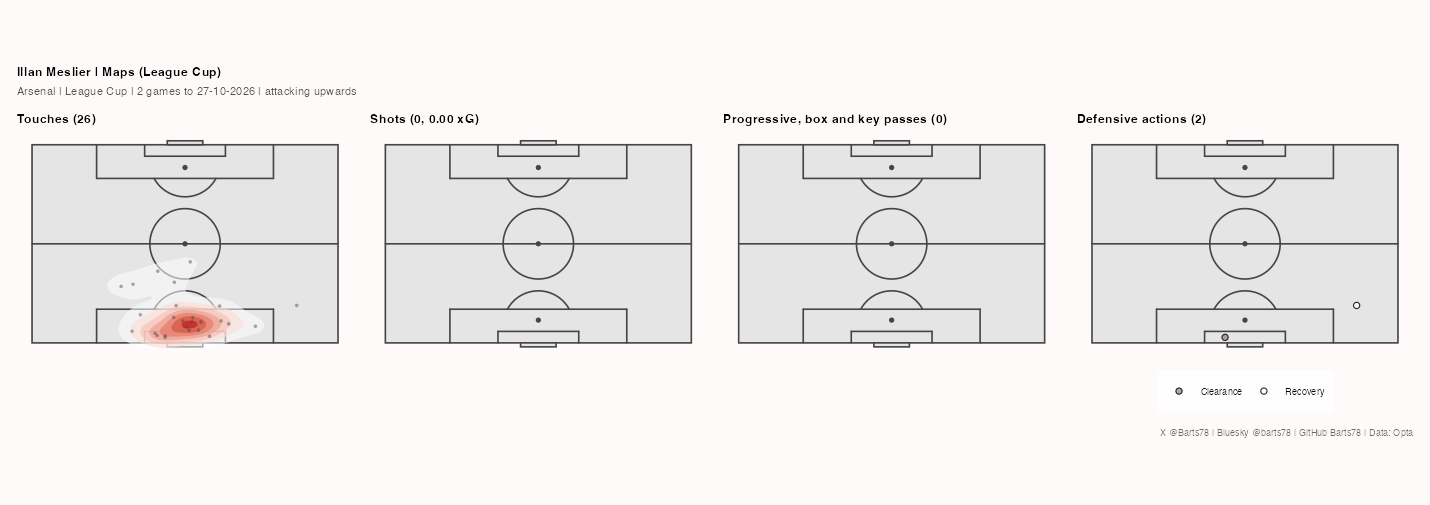 Illan Meslier | Maps (League Cup)
Arsenal | League Cup | 2 games to 27-10-2026 | attacking upwards
Touches (26)
Shots (0, 0.00 xG)
Progressive, box and key passes (0)
Defensive actions (2)
Clearance
Recovery
X @Barts78 | Bluesky @barts78 | GitHub Barts78 | Data: Opta